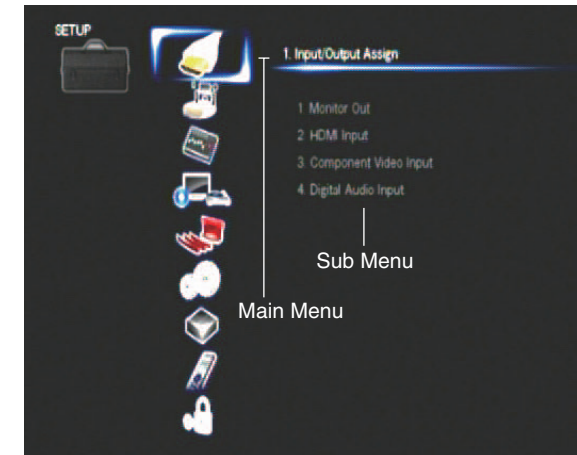 SETUP
1. Input/Output Assign
1 Monitor Out
2 HDMI Input
3 Component Video Input
4 Digital Audio Input
Sub Menu
Main Menu